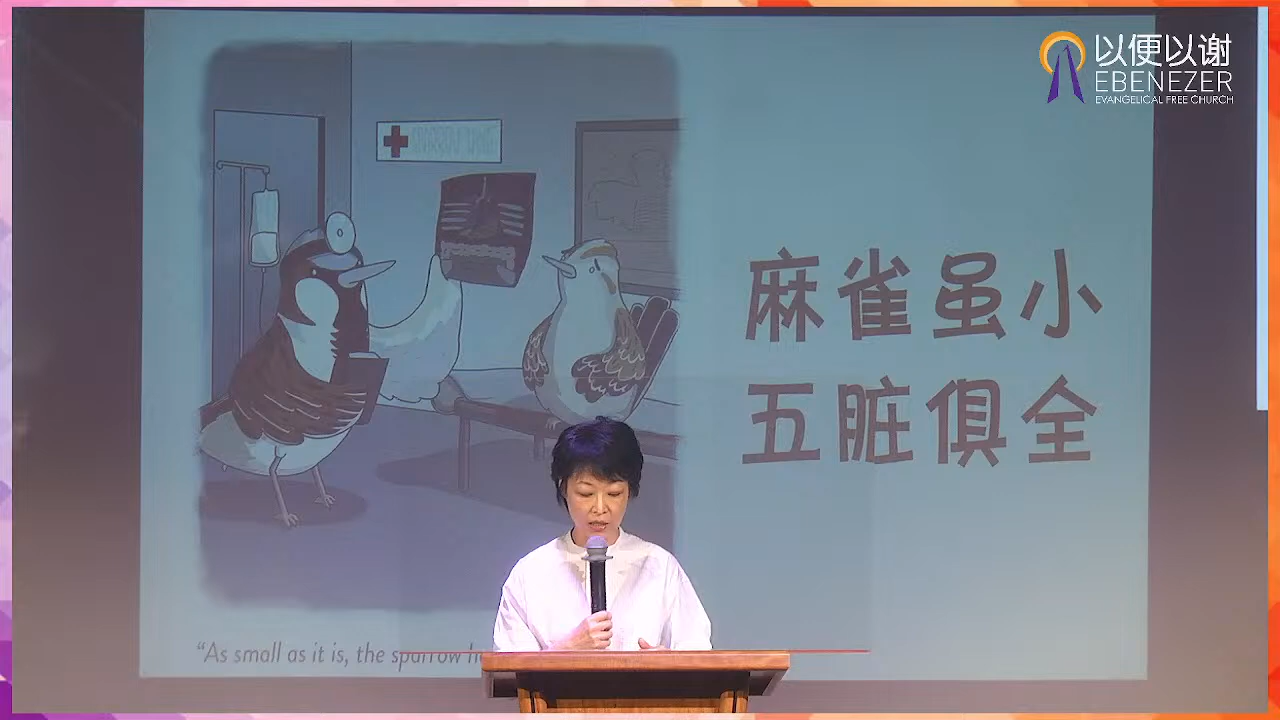 以便以谢
EBENEZER
EVANGELICAL FREE CHURCH
麻雀虽小
五脏俱全
“As small as it is, the sparrow